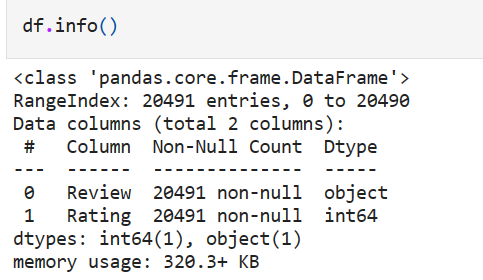 df.info()
<class 'pandas.core.frame.DataFrame'>
RangeIndex: 20491 entries, 0 to 20490
Data columns (total 2 columns):
 #   Column  Non-Null Count  Dtype
---  ------  --------------  -----
 0   Review  20491 non-null  object
 1   Rating  20491 non-null  int64
dtypes: int64(1), object(1)
memory usage: 320.3+ KB